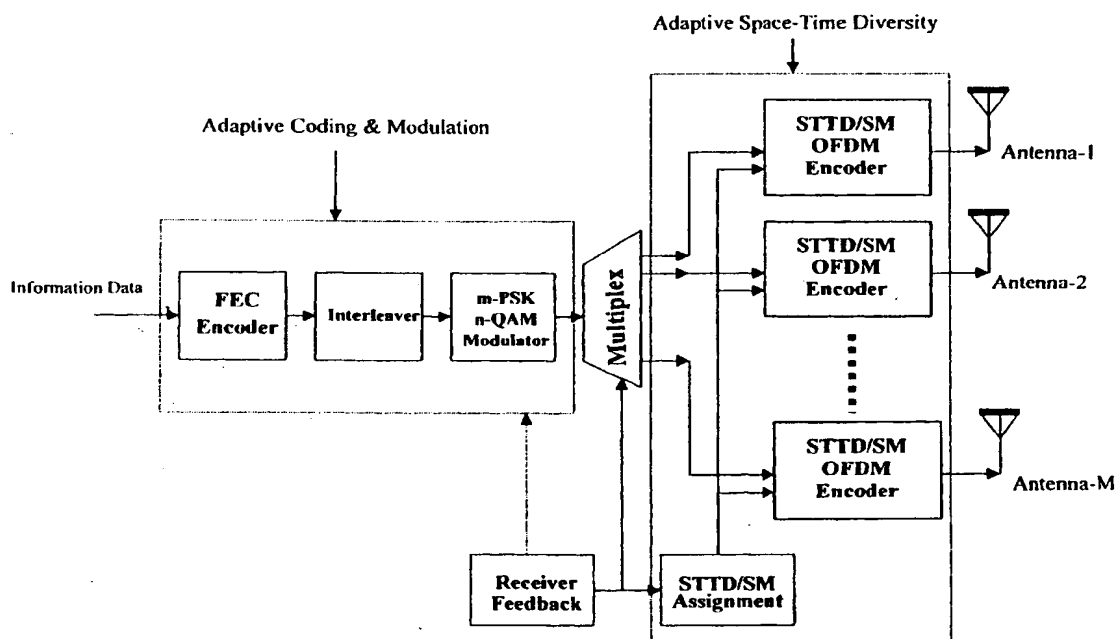 Adaptive Space-Time Diversity
Adaptive Coding & Modulation
STTD/SM
OFDM
Encoder
Antenna-1
STTD/SM
OFDM
Encoder
Antenna-2
Information Data
FEC
Encoder
Interleaver
m-PSK
n-QAM
Modulator
Multiplex
STTD/SM
OFDM
Encoder
Antenna-M
Receiver
Feedback
STTD/SM
Assignment